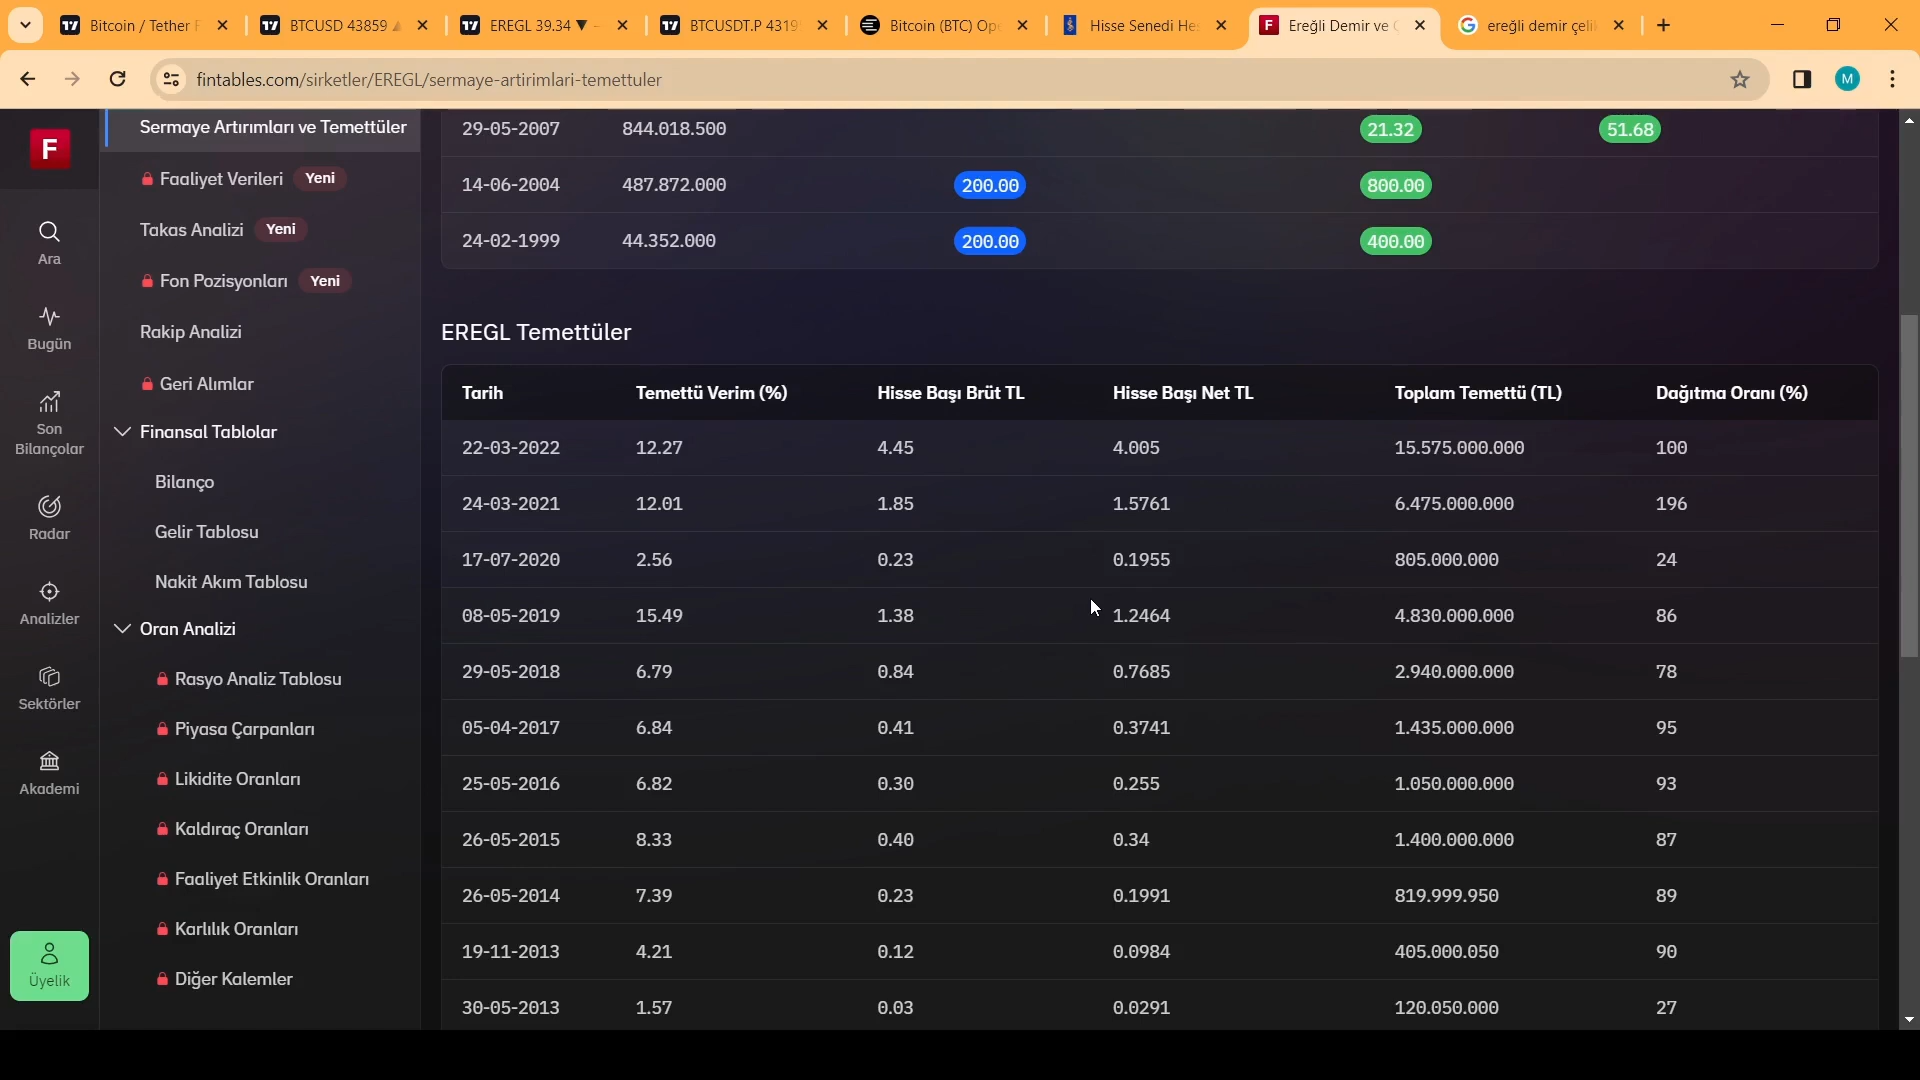 Bitcoin / Tether
BTCUSD 43859
EREGL 39.34 ▼
BTCUSDT.P 4319
Bitcoin (BTC) Op
Hisse Senedi He
Ereğli Demir ve
ereğli demir çeli
fintables.com/sirketler/EREGL/sermaye-artirimlari-temettuler
M
F
Ara
Bugün
Son
Bilançolar
Radar
Analizler
Sektörler
Akademi
Üyelik
Sermaye Artırımları ve Temettüler
Faaliyet Verileri Yeni
Takas Analizi Yeni
Fon Pozisyonları Yeni
Rakip Analizi
Geri Alımlar
Finansal Tablolar
Bilanço
Gelir Tablosu
Nakit Akım Tablosu
Oran Analizi
Rasyo Analiz Tablosu
Piyasa Çarpanları
Likidite Oranları
Kaldıraç Oranları
Faaliyet Etkinlik Oranları
Karlılık Oranları
Diğer Kalemler
29-05-2007 844.018.500 21.32 51.68
14-06-2004 487.872.000 200.00 800.00
24-02-1999 44.352.000 200.00 400.00
EREGL Temettüler
Tarih Temettü Verim (%) Hisse Başı Brüt TL Hisse Başı Net TL Toplam Temettü (TL) Dağıtma Oranı (%)
22-03-2022 12.27 4.45 4.005 15.575.000.000 100
24-03-2021 12.01 1.85 1.5761 6.475.000.000 196
17-07-2020 2.56 0.23 0.1955 805.000.000 24
08-05-2019 15.49 1.38 1.2464 4.830.000.000 86
29-05-2018 6.79 0.84 0.7685 2.940.000.000 78
05-04-2017 6.84 0.41 0.3741 1.435.000.000 95
25-05-2016 6.82 0.30 0.255 1.050.000.000 93
26-05-2015 8.33 0.40 0.34 1.400.000.000 87
26-05-2014 7.39 0.23 0.1991 819.999.950 89
19-11-2013 4.21 0.12 0.0984 405.000.050 90
30-05-2013 1.57 0.03 0.0291 120.050.000 27